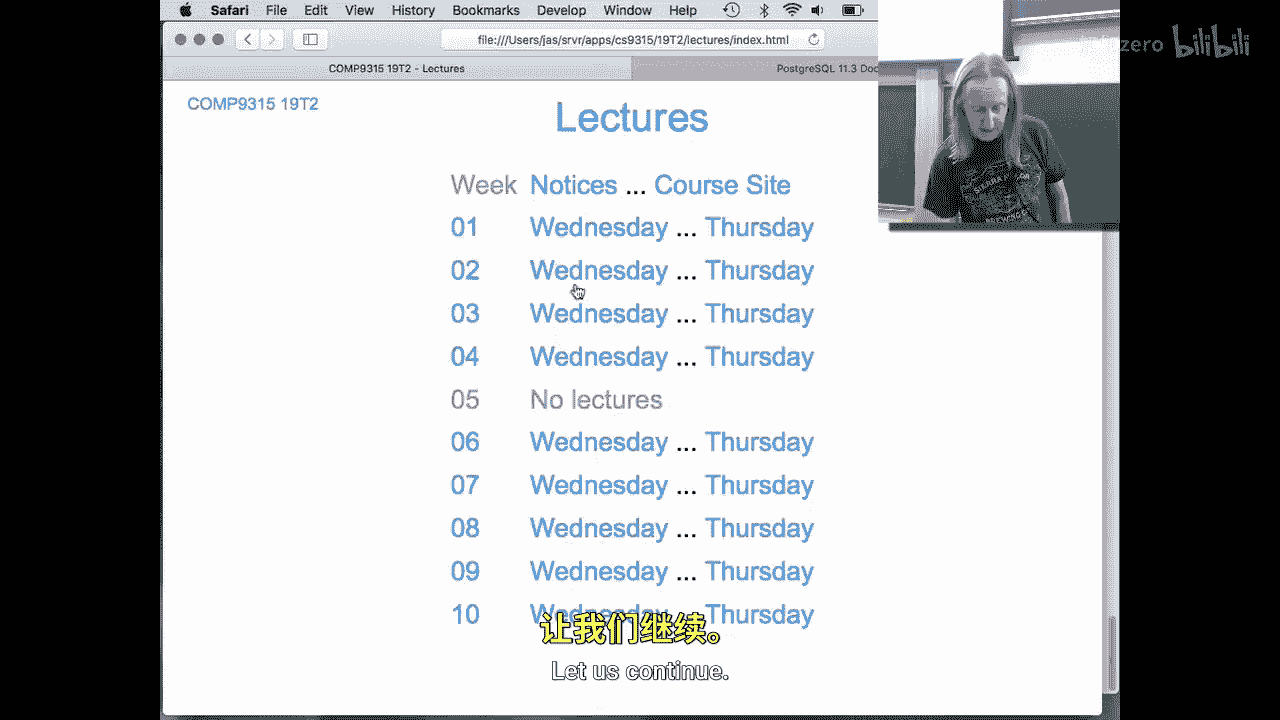 Safari File Edit View History Bookmarks Develop Window Help
file:///Users/jas/srvr/apps/cs9315/19T2/lectures/index.html
COMP9315 19T2 - Lectures
PostgreSQL 11.3 Doc
zero bilibili
COMP9315 19T2
Lectures
Week Notices ... Course Site
01 Wednesday ... Thursday
02 Wednesday ... Thursday
03 Wednesday ... Thursday
04 Wednesday ... Thursday
05 No lectures
06 Wednesday ... Thursday
07 Wednesday ... Thursday
08 Wednesday ... Thursday
09 Wednesday ... Thursday
10 Wednesday ... Thursday
让我们继续。
Let us continue.